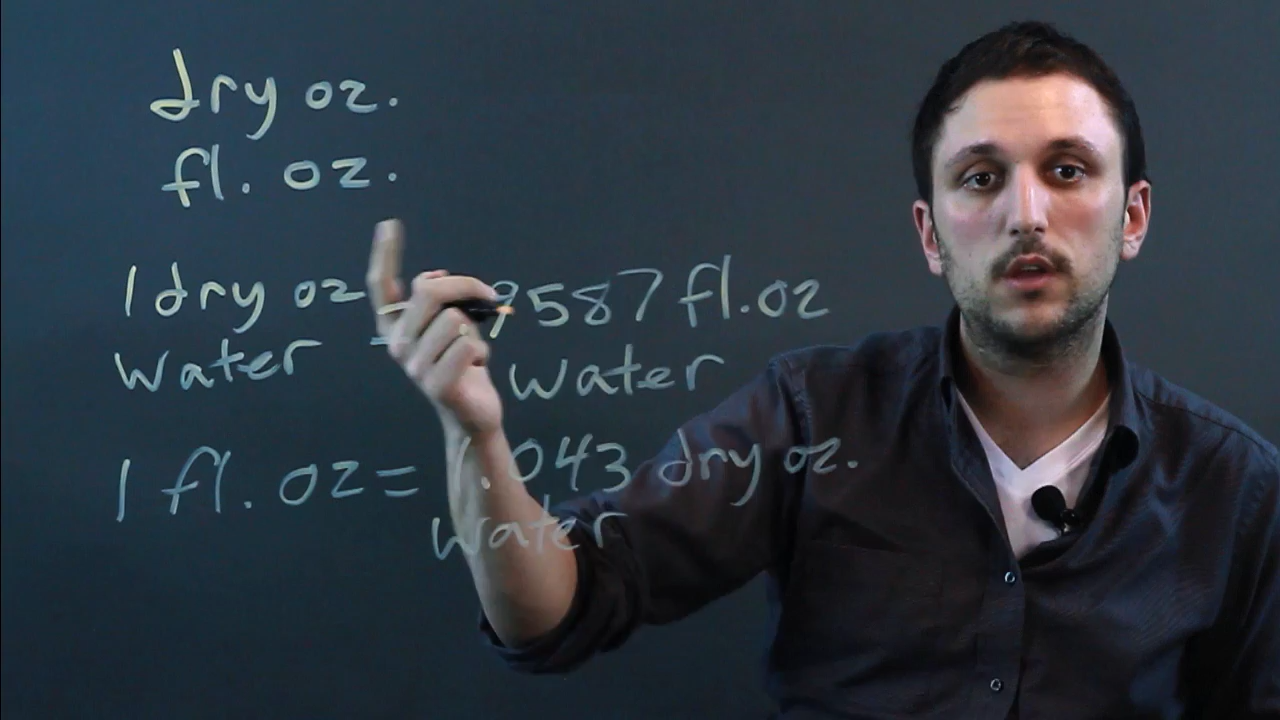 dry oz.
fl. oz.
1 dry oz = 9587 fl.oz
water water
1 fl. oz = 1.043 dry oz.
water